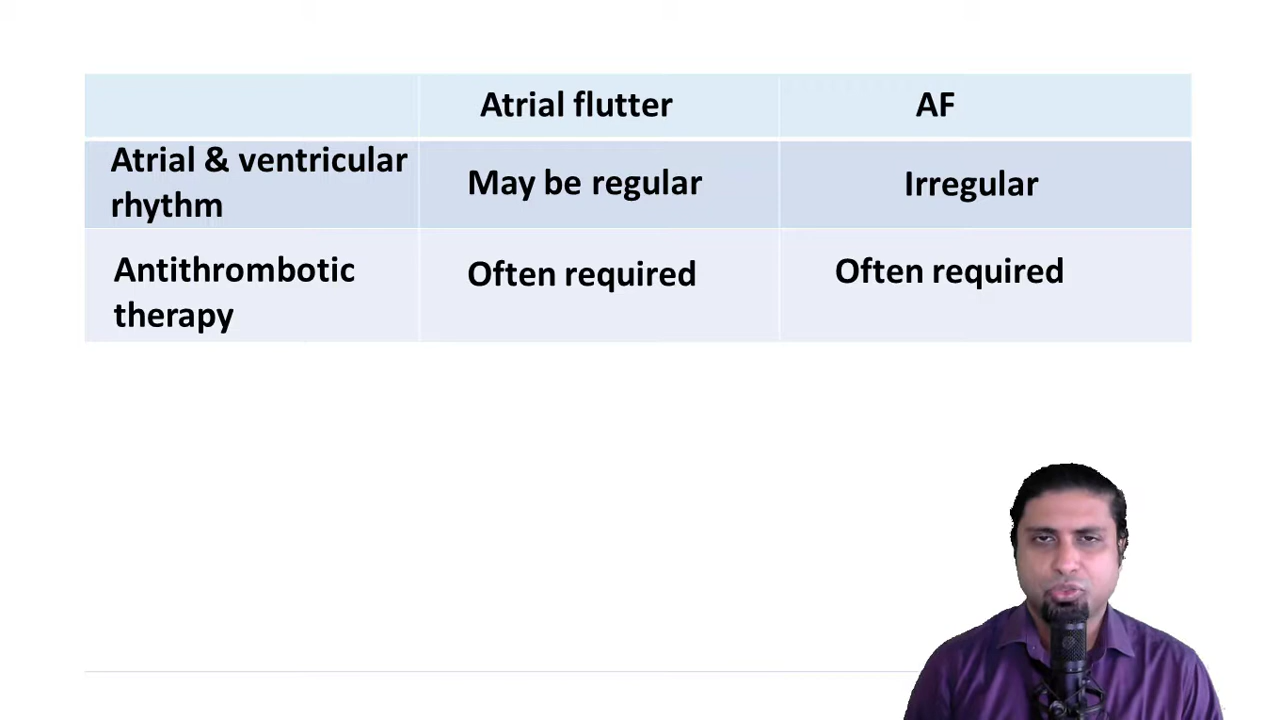 Atrial flutter AF
Atrial & ventricular
rhythm
May be regular
Irregular
Antithrombotic
therapy
Often required
Often required